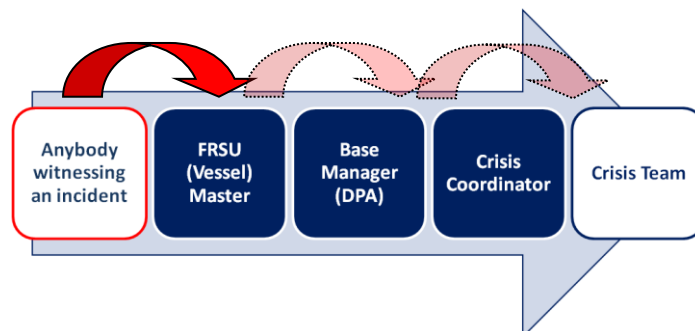 Anybody
witnessing
an incident
FRSU
(Vessel)
Master
Base
Manager
(DPA)
Crisis
Coordinator
Crisis Team